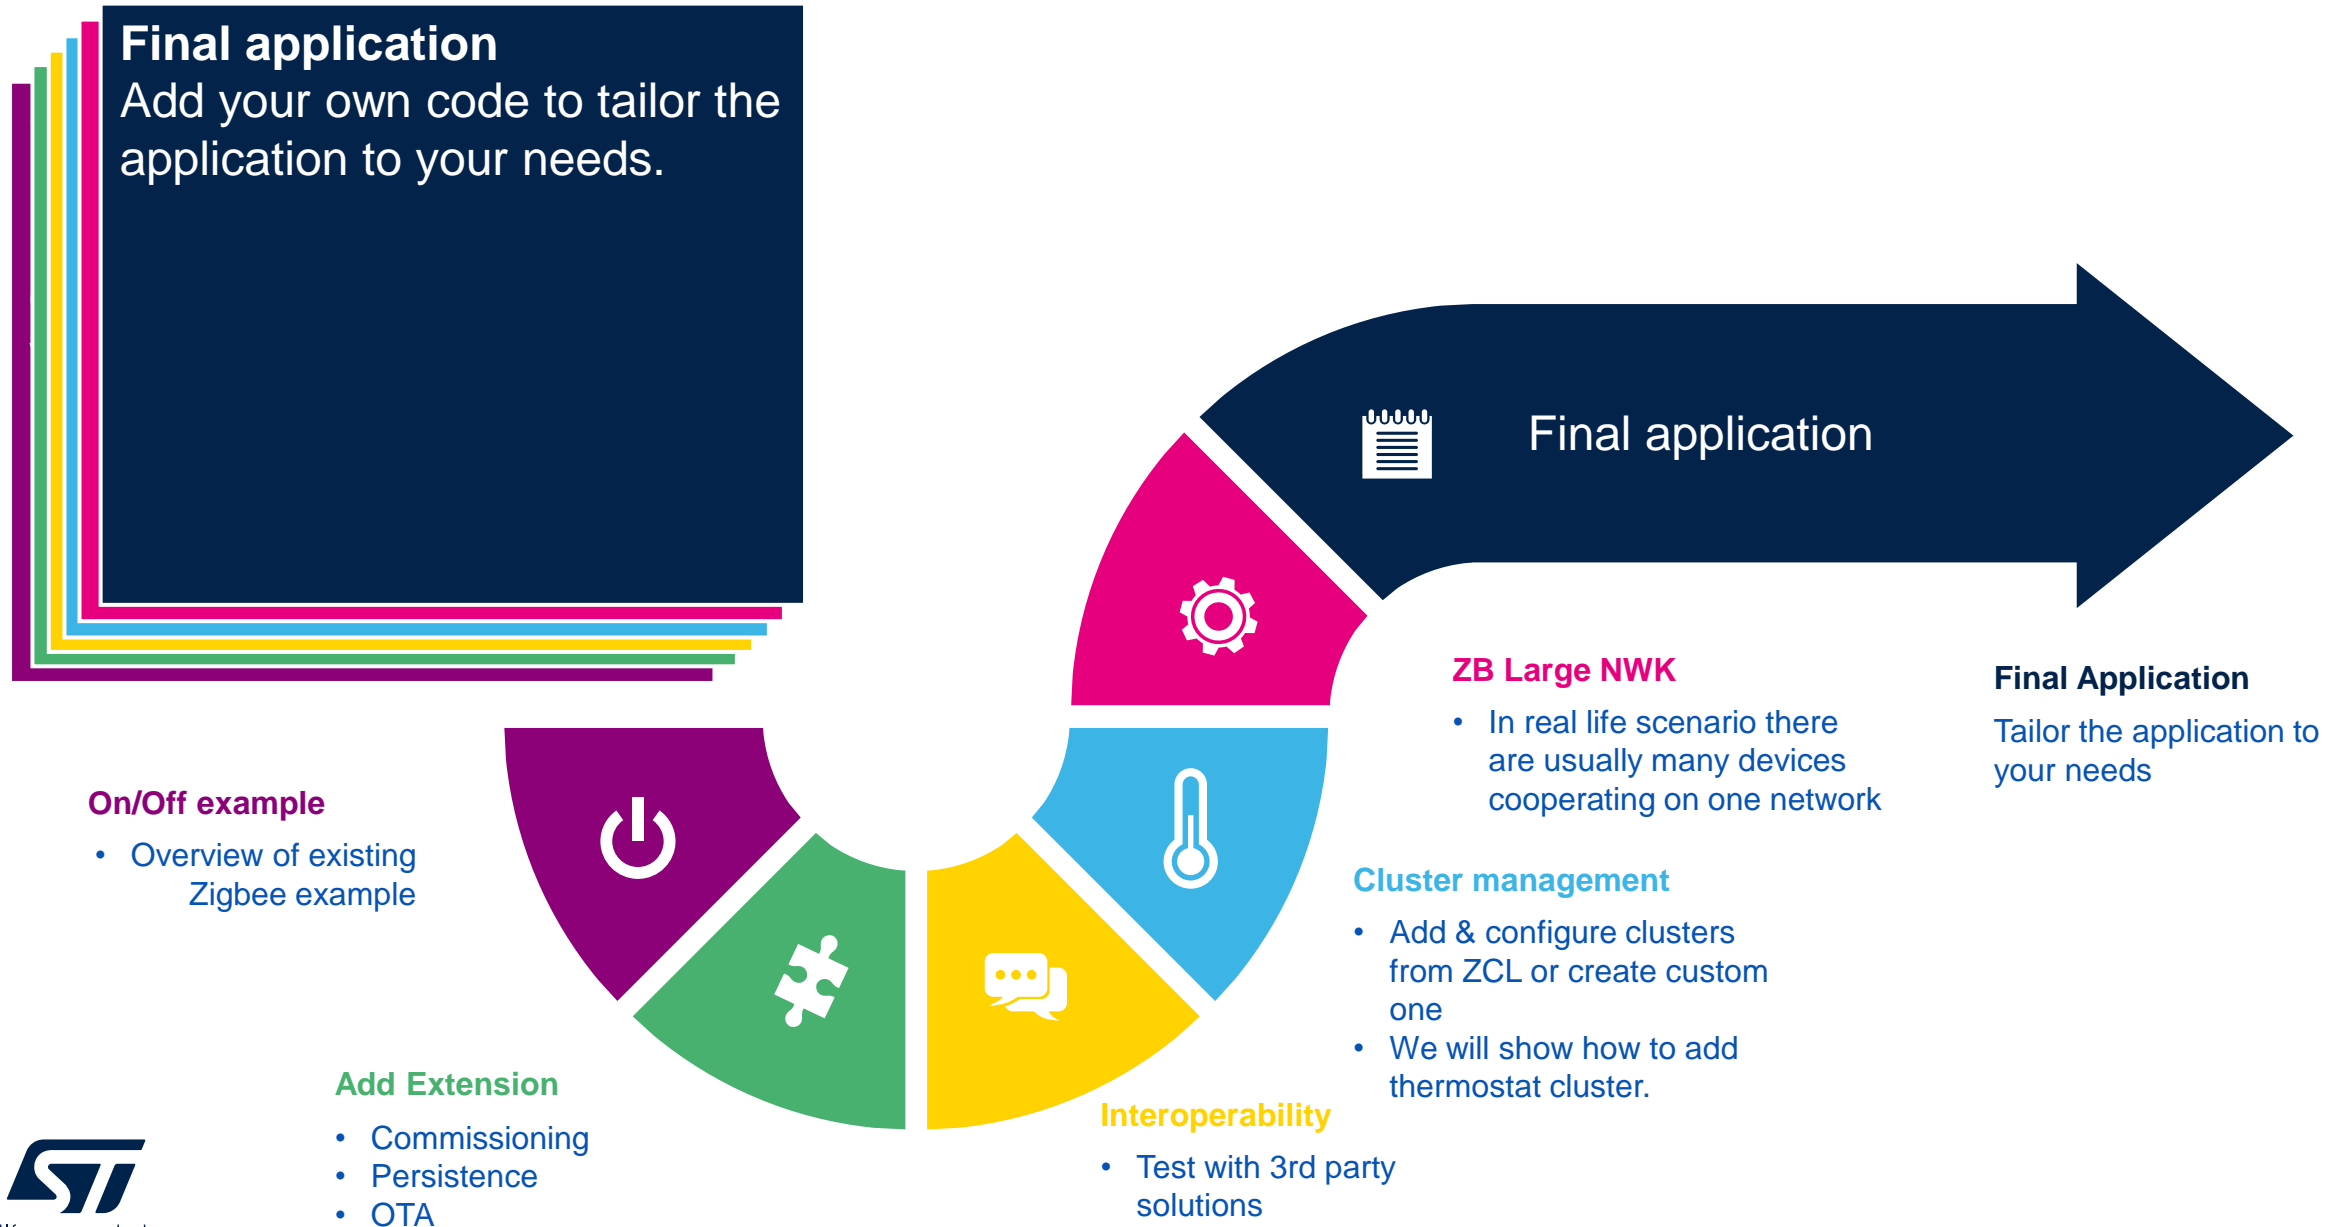 Final application
Add your own code to tailor the
application to your needs.
Final application
ZB Large NWK
• In real life scenario there
are usually many devices
cooperating on one network
Final Application
Tailor the application to
your needs
On/Off example
• Overview of existing
Zigbee example
Cluster management
• Add & configure clusters
from ZCL or create custom
one
• We will show how to add
thermostat cluster.
Add Extension
• Commissioning
• Persistence
• OTA
Interoperability
• Test with 3rd party
solutions
ST